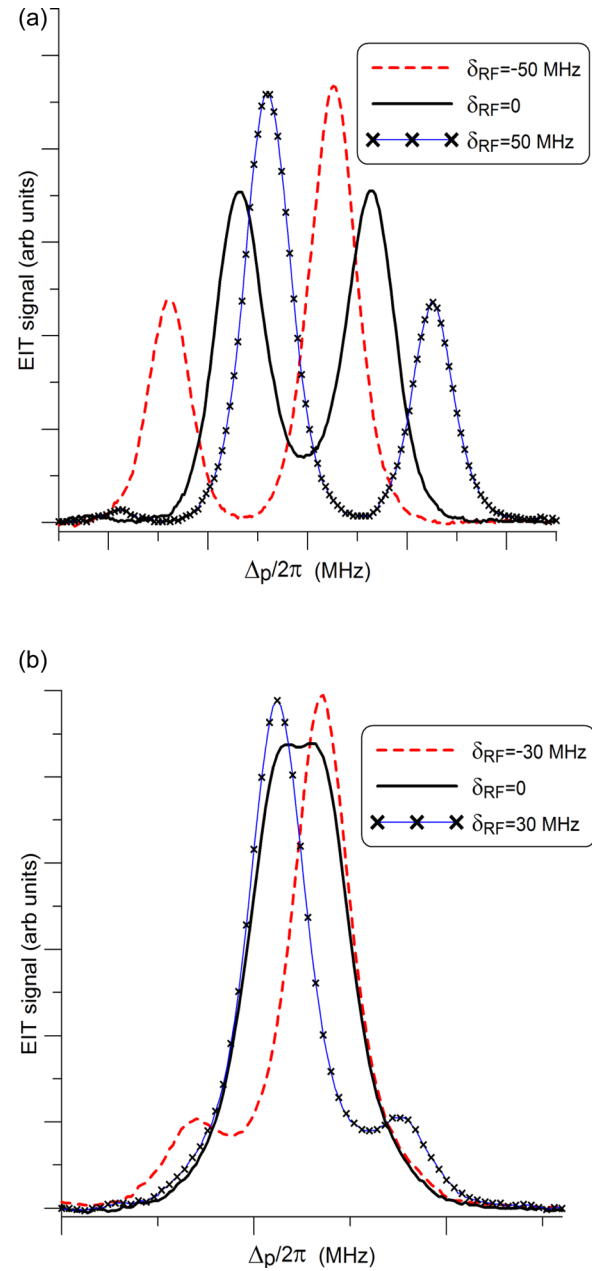 (a)
δRF=-50 MHz
δRF=0
δRF=50 MHz
EIT signal (arb units)
Δp/2π (MHz)
(b)
δRF=-30 MHz
δRF=0
δRF=30 MHz
EIT signal (arb units)
Δp/2π (MHz)